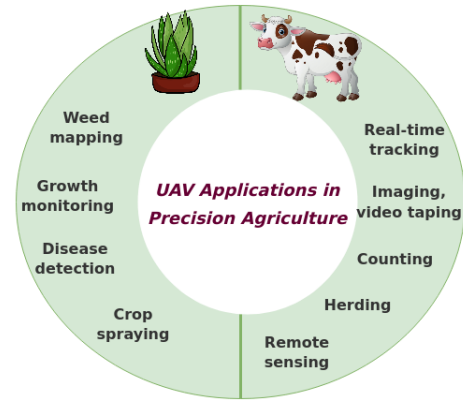 Weed
mapping
Growth
monitoring
Disease
detection
Crop
spraying
UAV Applications in
Precision Agriculture
Real-time
tracking
Imaging,
video taping
Counting
Herding
Remote
sensing